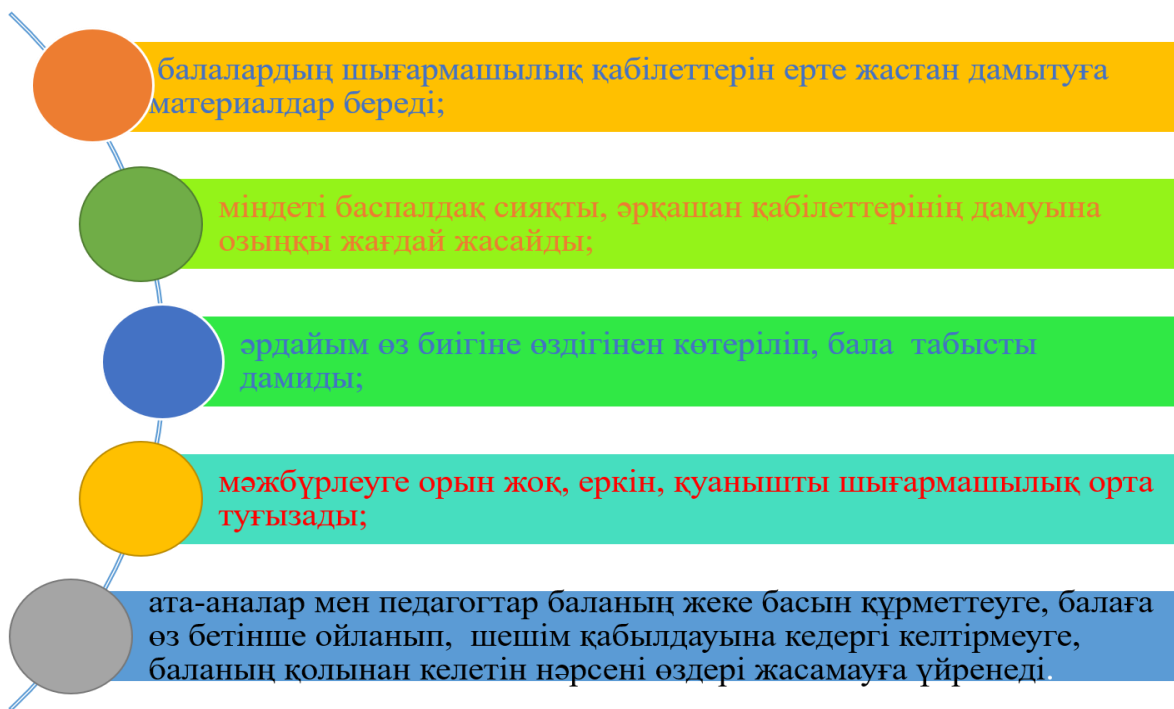 балалардың шығармашылық қабілеттерін ерте жастан дамытуға
материалдар береді;
міндеті баспалдақ сияқты, әрқашан қабілеттерінің дамуына
озыңқы жағдай жасайды;
әрдайым өз биігіне өздігінен көтеріліп, бала табысты
дамиды;
мәжбүрлеуге орын жоқ, еркін, қуанышты шығармашылық орта
туғызады;
ата-аналар мен педагогтар баланың жеке басын құрметтеуге, балаға
өз бетінше ойланып, шешім қабылдауына кедергі келтірмеуге,
баланың қолынан келетін нәрсені өздері жасамауға үйренеді.